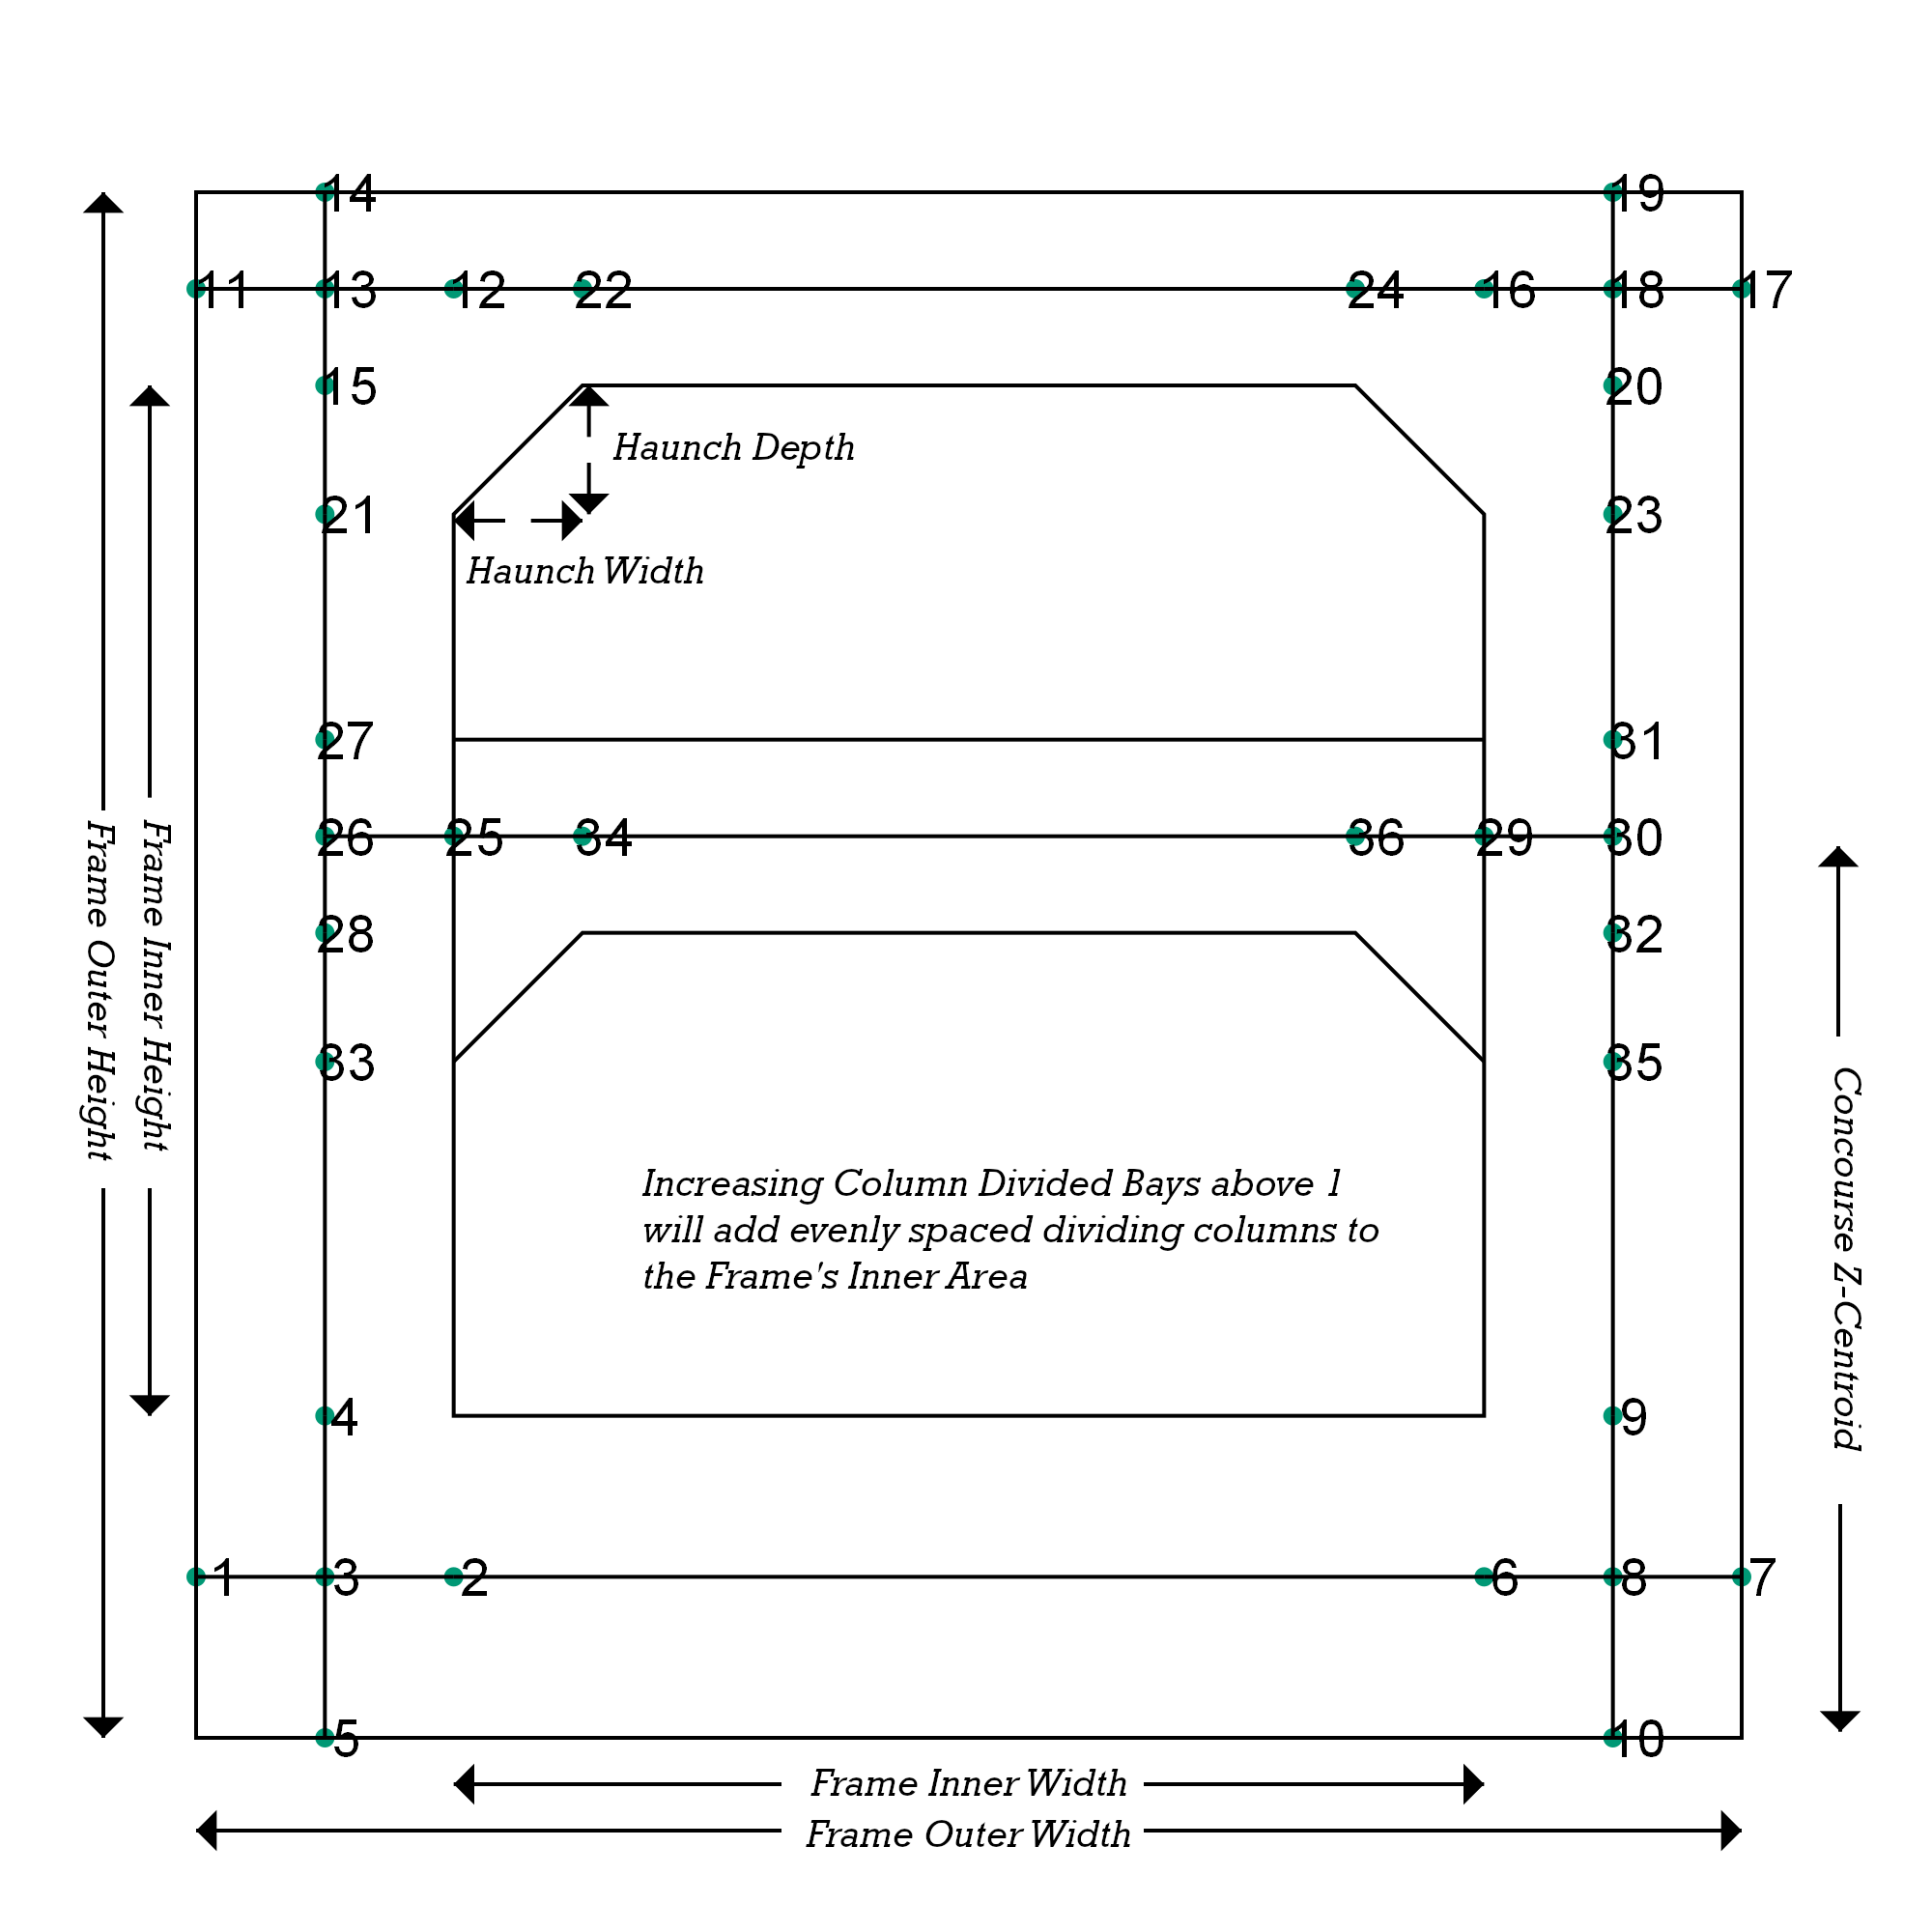 14 19
11 13 12 22 24 16 18 17
15 20
Haunch Depth
21 23
Haunch Width
27 31
26 25 34 36 29 30
28 32
33 35
Frame Outer Height
Frame Inner Height
Concourse Z-Centroid
Increasing Column Divided Bays above 1
will add evenly spaced dividing columns to
the Frame's Inner Area
4 9
1 3 2 6 8 7
5 10
Frame Inner Width
Frame Outer Width